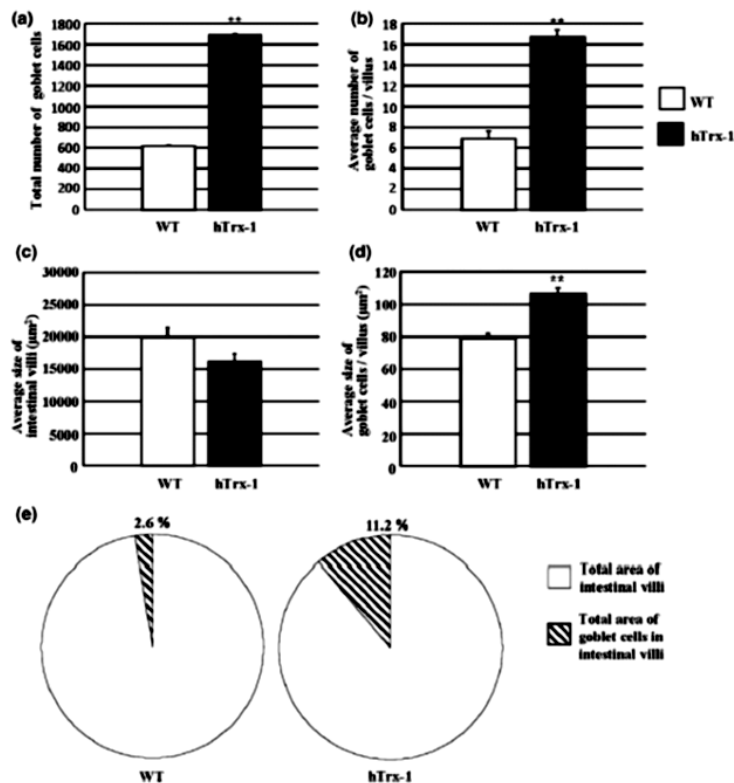 (a)
Total number of goblet cells
1800
1600
1400
1200
1000
800
600
400
200
0
**
WT
hTrx-1
(b)
Average number of
goblet cells / villus
18
16
14
12
10
8
6
4
2
0
**
WT
hTrx-1
WT
hTrx-1
(c)
Average size of
intestinal villi (µm²)
30000
25000
20000
15000
10000
5000
0
WT
hTrx-1
(d)
Average size of
goblet cells / villus (µm²)
120
100
80
60
40
20
0
**
WT
hTrx-1
(e)
2.6 %
WT
11.2 %
hTrx-1
Total area of
intestinal villi
Total area of
goblet cells in
intestinal villi